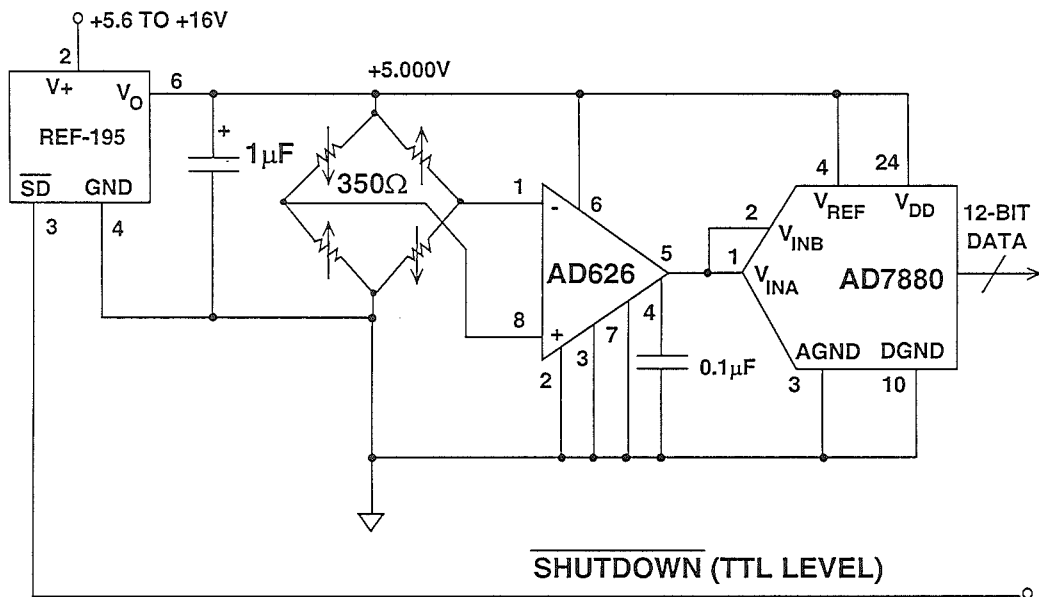 +5.6 TO +16V
2
V+
VO
6
REF-195
SD
GND
3
4
+
1µF
+5.000V
350Ω
1
-
6
AD626
5
8
+
2
3
7
4
0.1µF
4
24
VREF
VDD
2
VINB
1
VINA
AD7880
12-BIT
DATA
AGND
DGND
3
10
SHUTDOWN (TTL LEVEL)